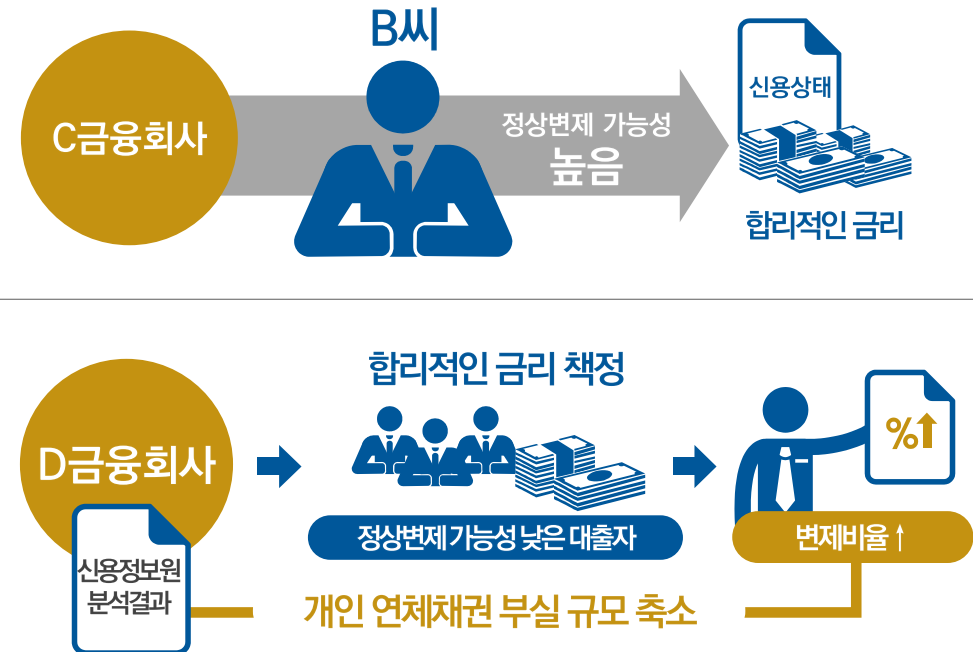 B씨
C금융회사
정상변제 가능성
높음
신용상태
합리적인 금리
합리적인 금리 책정
D금융회사
%↑
정상변제 가능성 낮은 대출자
변제비율 ↑
신용정보원
분석결과
개인 연체채권 부실 규모 축소